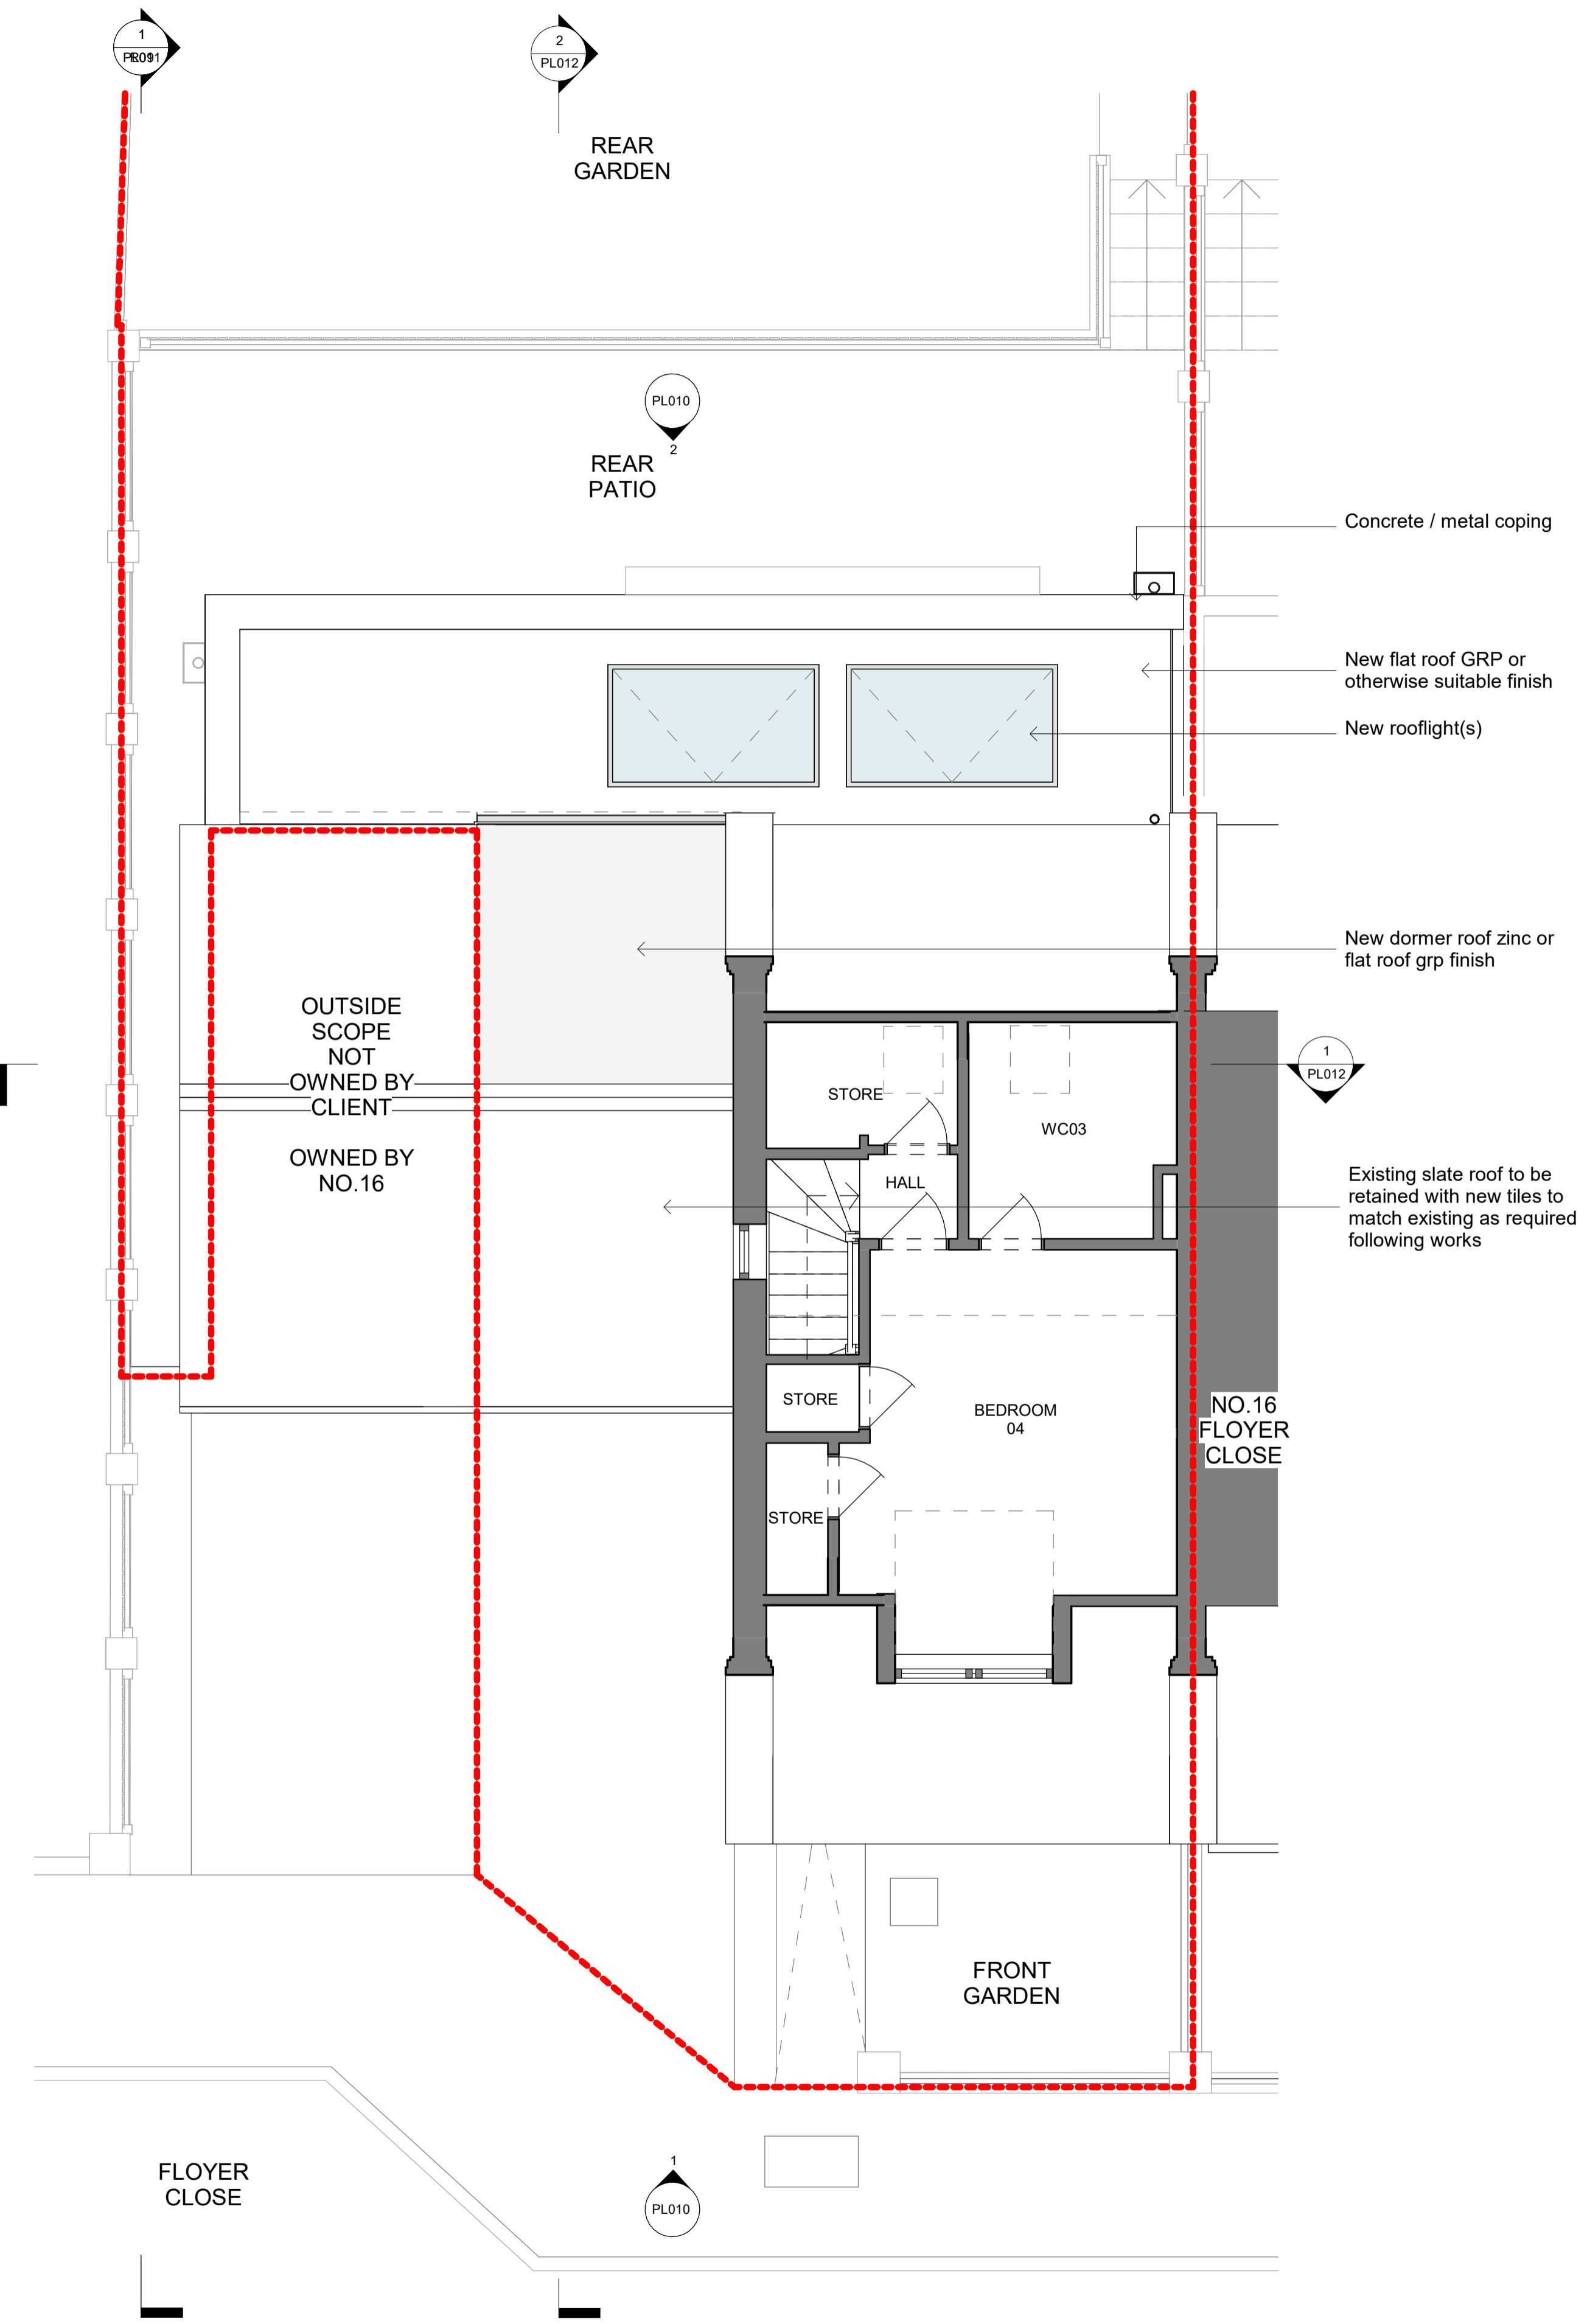 1
2
PL012
REAR
GARDEN
PL010
2
REAR
PATIO
Concrete / metal coping
New flat roof GRP or
otherwise suitable finish
New rooflight(s)
New dormer roof zinc or
flat roof grp finish
OUTSIDE
SCOPE
NOT
OWNED BY
CLIENT
OWNED BY
NO.16
STORE
WC03
HALL
1
PL012
Existing slate roof to be
retained with new tiles to
match existing as required
following works
STORE
BEDROOM
04
NO.16
FLOYER
CLOSE
STORE
FRONT
GARDEN
FLOYER
CLOSE
1
PL010